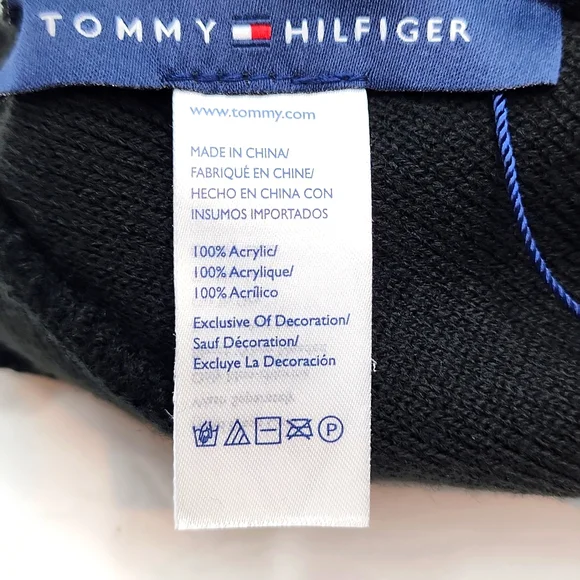 TOMMY HILFIGER
www.tommy.com
MADE IN CHINA/
FABRIQUÉ EN CHINE/
HECHO EN CHINA CON
INSUMOS IMPORTADOS
100% Acrylic/
100% Acrylique/
100% Acrílico
Exclusive Of Decoration/
Sauf Décoration/
Excluye La Decoración
P